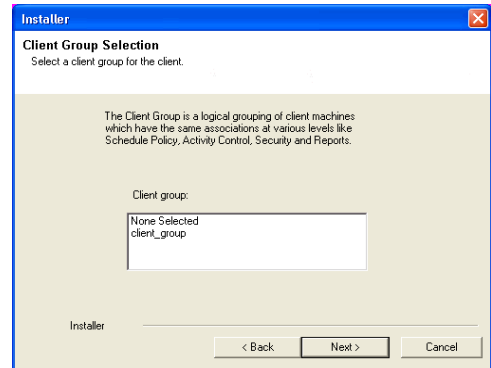 Installer
Client Group Selection
Select a client group for the client.
The Client Group is a logical grouping of client machines
which have the same associations at various levels like
Schedule Policy, Activity Control, Security and Reports.
Client group:
None Selected
client_group
Installer
< Back
Next >
Cancel